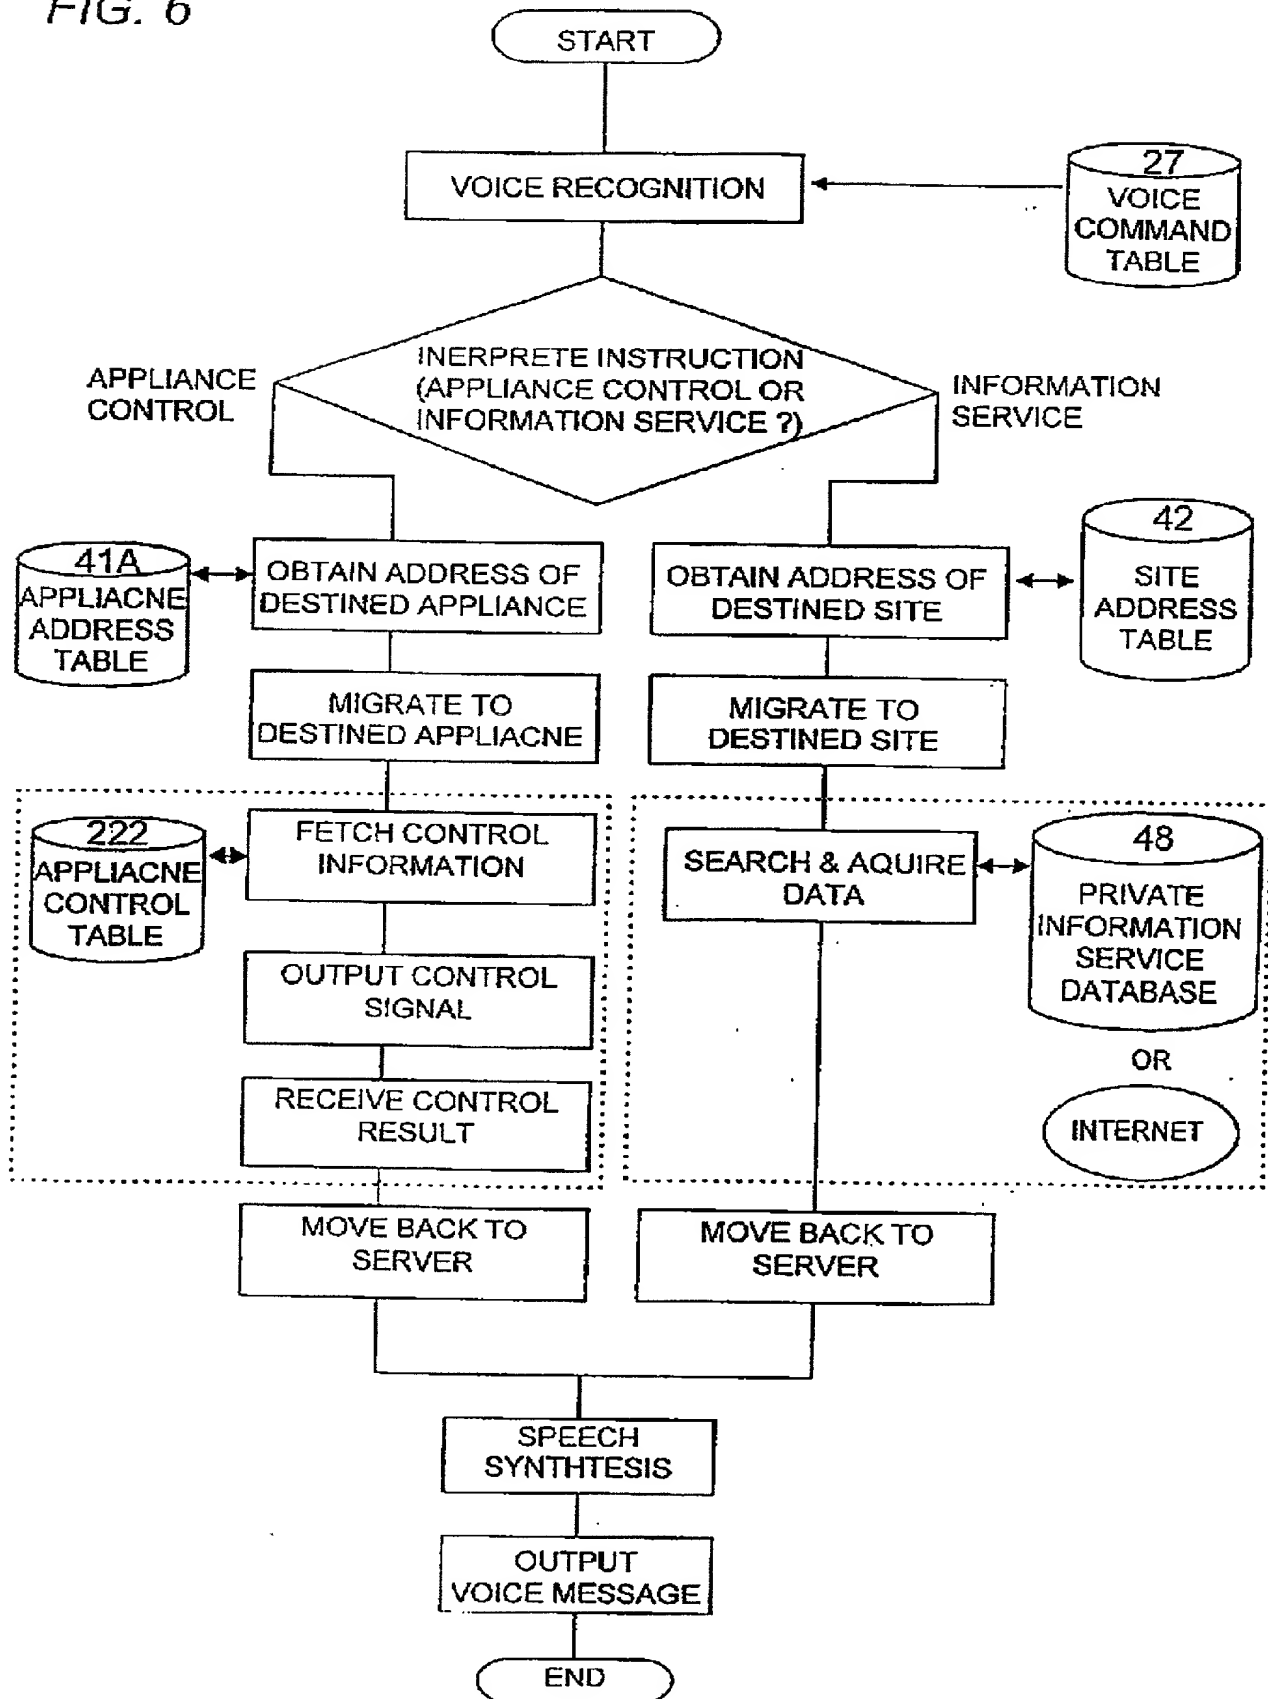 FIG. 6
START
VOICE RECOGNITION
27
VOICE
COMMAND
TABLE
INERPRETE INSTRUCTION
(APPLIANCE CONTROL OR
INFORMATION SERVICE ?)
APPLIANCE
CONTROL
INFORMATION
SERVICE
41A
APPLIACNE
ADDRESS
TABLE
OBTAIN ADDRESS OF
DESTINED APPLIANCE
OBTAIN ADDRESS OF
DESTINED SITE
42
SITE
ADDRESS
TABLE
MIGRATE TO
DESTINED APPLIACNE
MIGRATE TO
DESTINED SITE
222
APPLIACNE
CONTROL
TABLE
FETCH CONTROL
INFORMATION
SEARCH & AQUIRE
DATA
48
PRIVATE
INFORMATION
SERVICE
DATABASE
OR
INTERNET
OUTPUT CONTROL
SIGNAL
RECEIVE CONTROL
RESULT
MOVE BACK TO
SERVER
MOVE BACK TO
SERVER
SPEECH
SYNTHTESIS
OUTPUT
VOICE MESSAGE
END